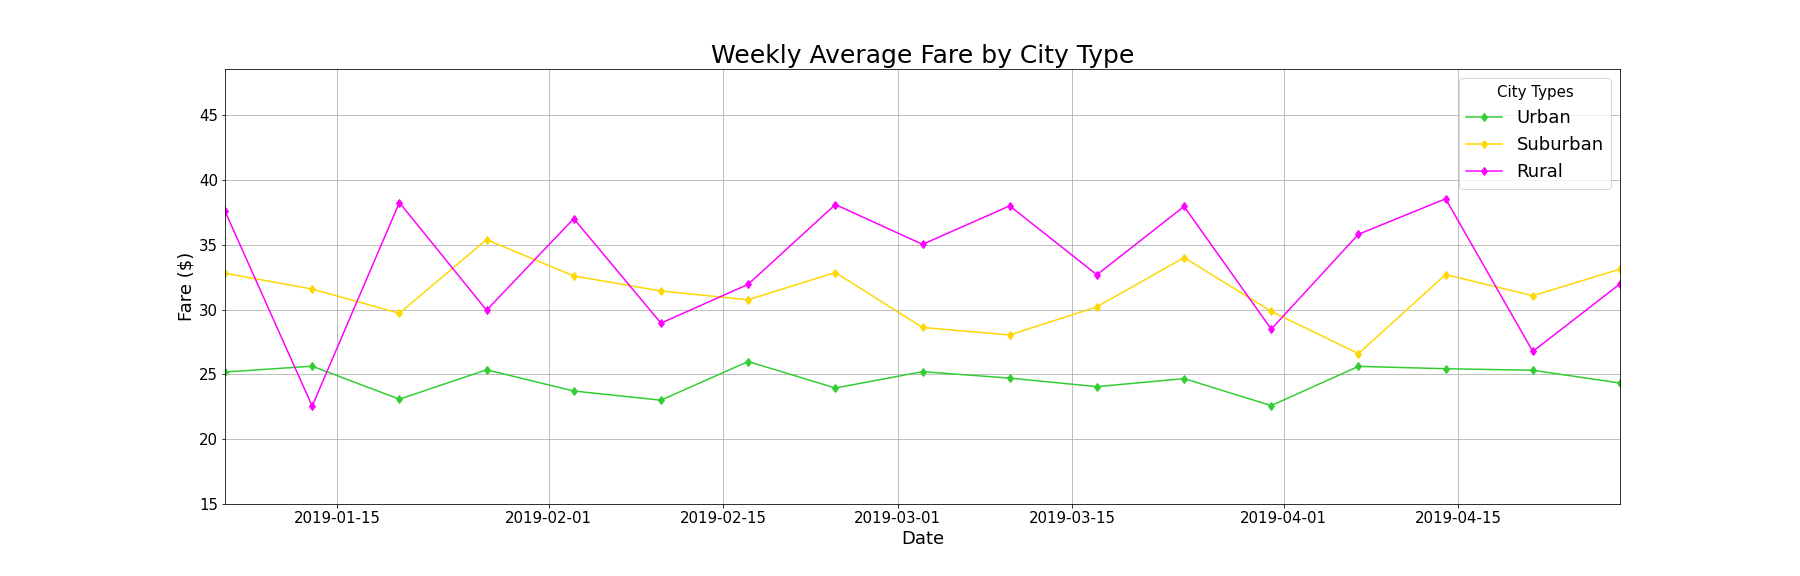 Weekly Average Fare by City Type
City Types
Urban
Suburban
Rural
45
40
35
30
25
20
15
Fare ($)
2019-01-15 2019-02-01 2019-02-15 2019-03-01 2019-03-15 2019-04-01 2019-04-15
Date